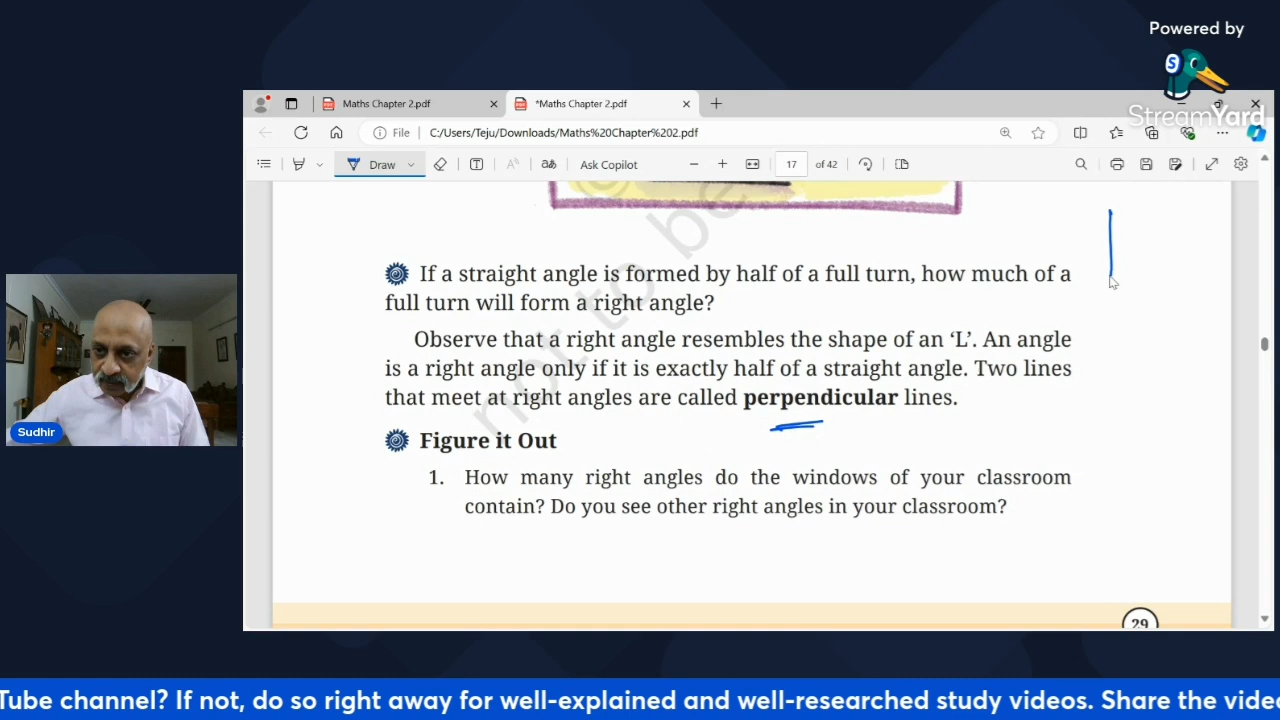 Powered by
S
StreamYard
Maths Chapter 2.pdf
*Maths Chapter 2.pdf
File
C:/Users/Teju/Downloads/Maths%20Chapter%202.pdf
Draw
Ask Copilot
17 of 42
not to be
If a straight angle is formed by half of a full turn, how much of a
full turn will form a right angle?
Observe that a right angle resembles the shape of an ‘L’. An angle
is a right angle only if it is exactly half of a straight angle. Two lines
that meet at right angles are called perpendicular lines.
Figure it Out
1. How many right angles do the windows of your classroom
contain? Do you see other right angles in your classroom?
29
Sudhir
Tube channel? If not, do so right away for well-explained and well-researched study videos. Share the vide